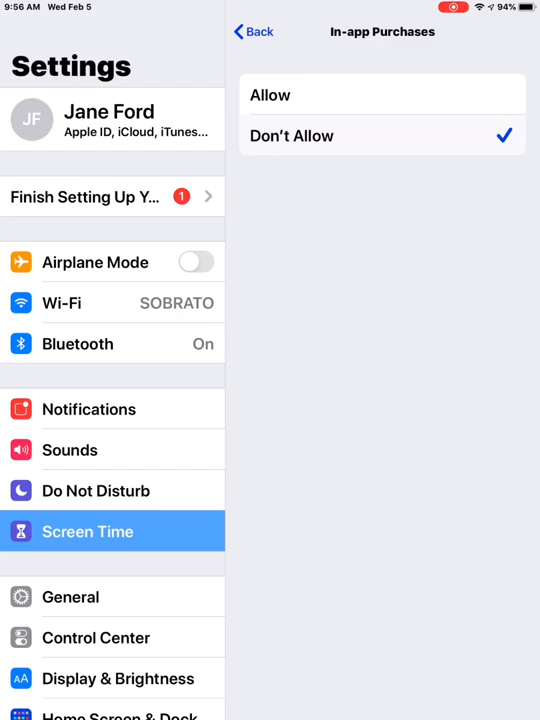 9:56 AM Wed Feb 5
94%
Back
In-app Purchases
Settings
Allow
JF
Jane Ford
Apple ID, iCloud, iTunes...
Don't Allow
Finish Setting Up Y... 1
Airplane Mode
Wi-Fi SOBRATO
Bluetooth On
Notifications
Sounds
Do Not Disturb
Screen Time
General
Control Center
AA Display & Brightness
Home Screen & Dock